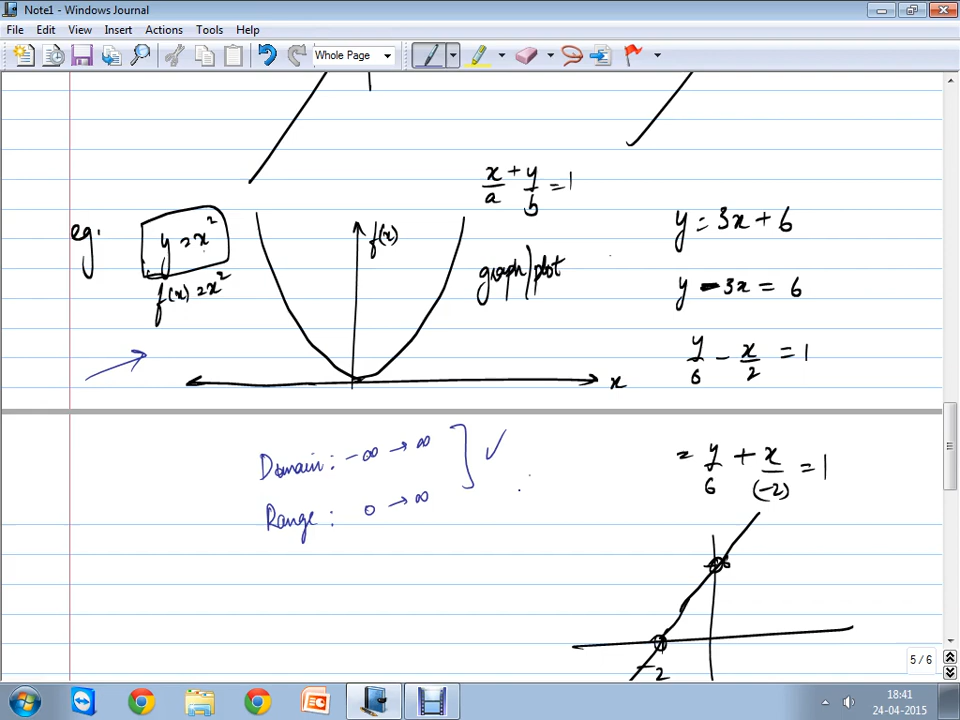 Note1 - Windows Journal
File Edit View Insert Actions Tools Help
Whole Page
x/a + y/b = 1
eg. y = x²
f(x) = x²
f(x)
graph/plot
x
y = 3x + 6
y - 3x = 6
y/6 - x/2 = 1
Domain: -∞ → ∞
Range: 0 → ∞
✓
= y/6 + x/(-2) = 1
6
-2
5 / 6
18:41
24-04-2015